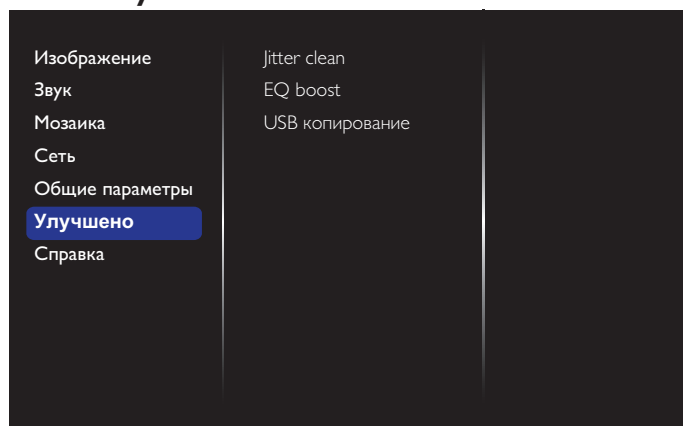 Изображение
Звук
Мозаика
Сеть
Общие параметры
Улучшено
Справка
Jitter clean
EQ boost
USB копирование